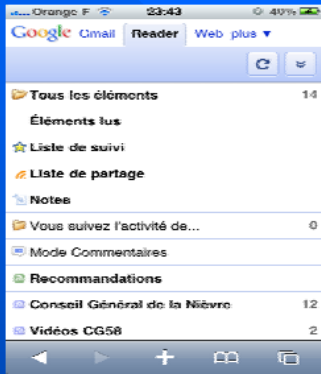 Orange F 23:43 40%
Google Gmail Reader Web plus ▼
Tous les éléments 14
Éléments lus
Liste de suivi
Liste de partage
Notes
Vous suivez l'activité de... 0
Mode Commentaires
Recommandations
Conseil Général de la Nièvre 12
Vidéos CG58 2